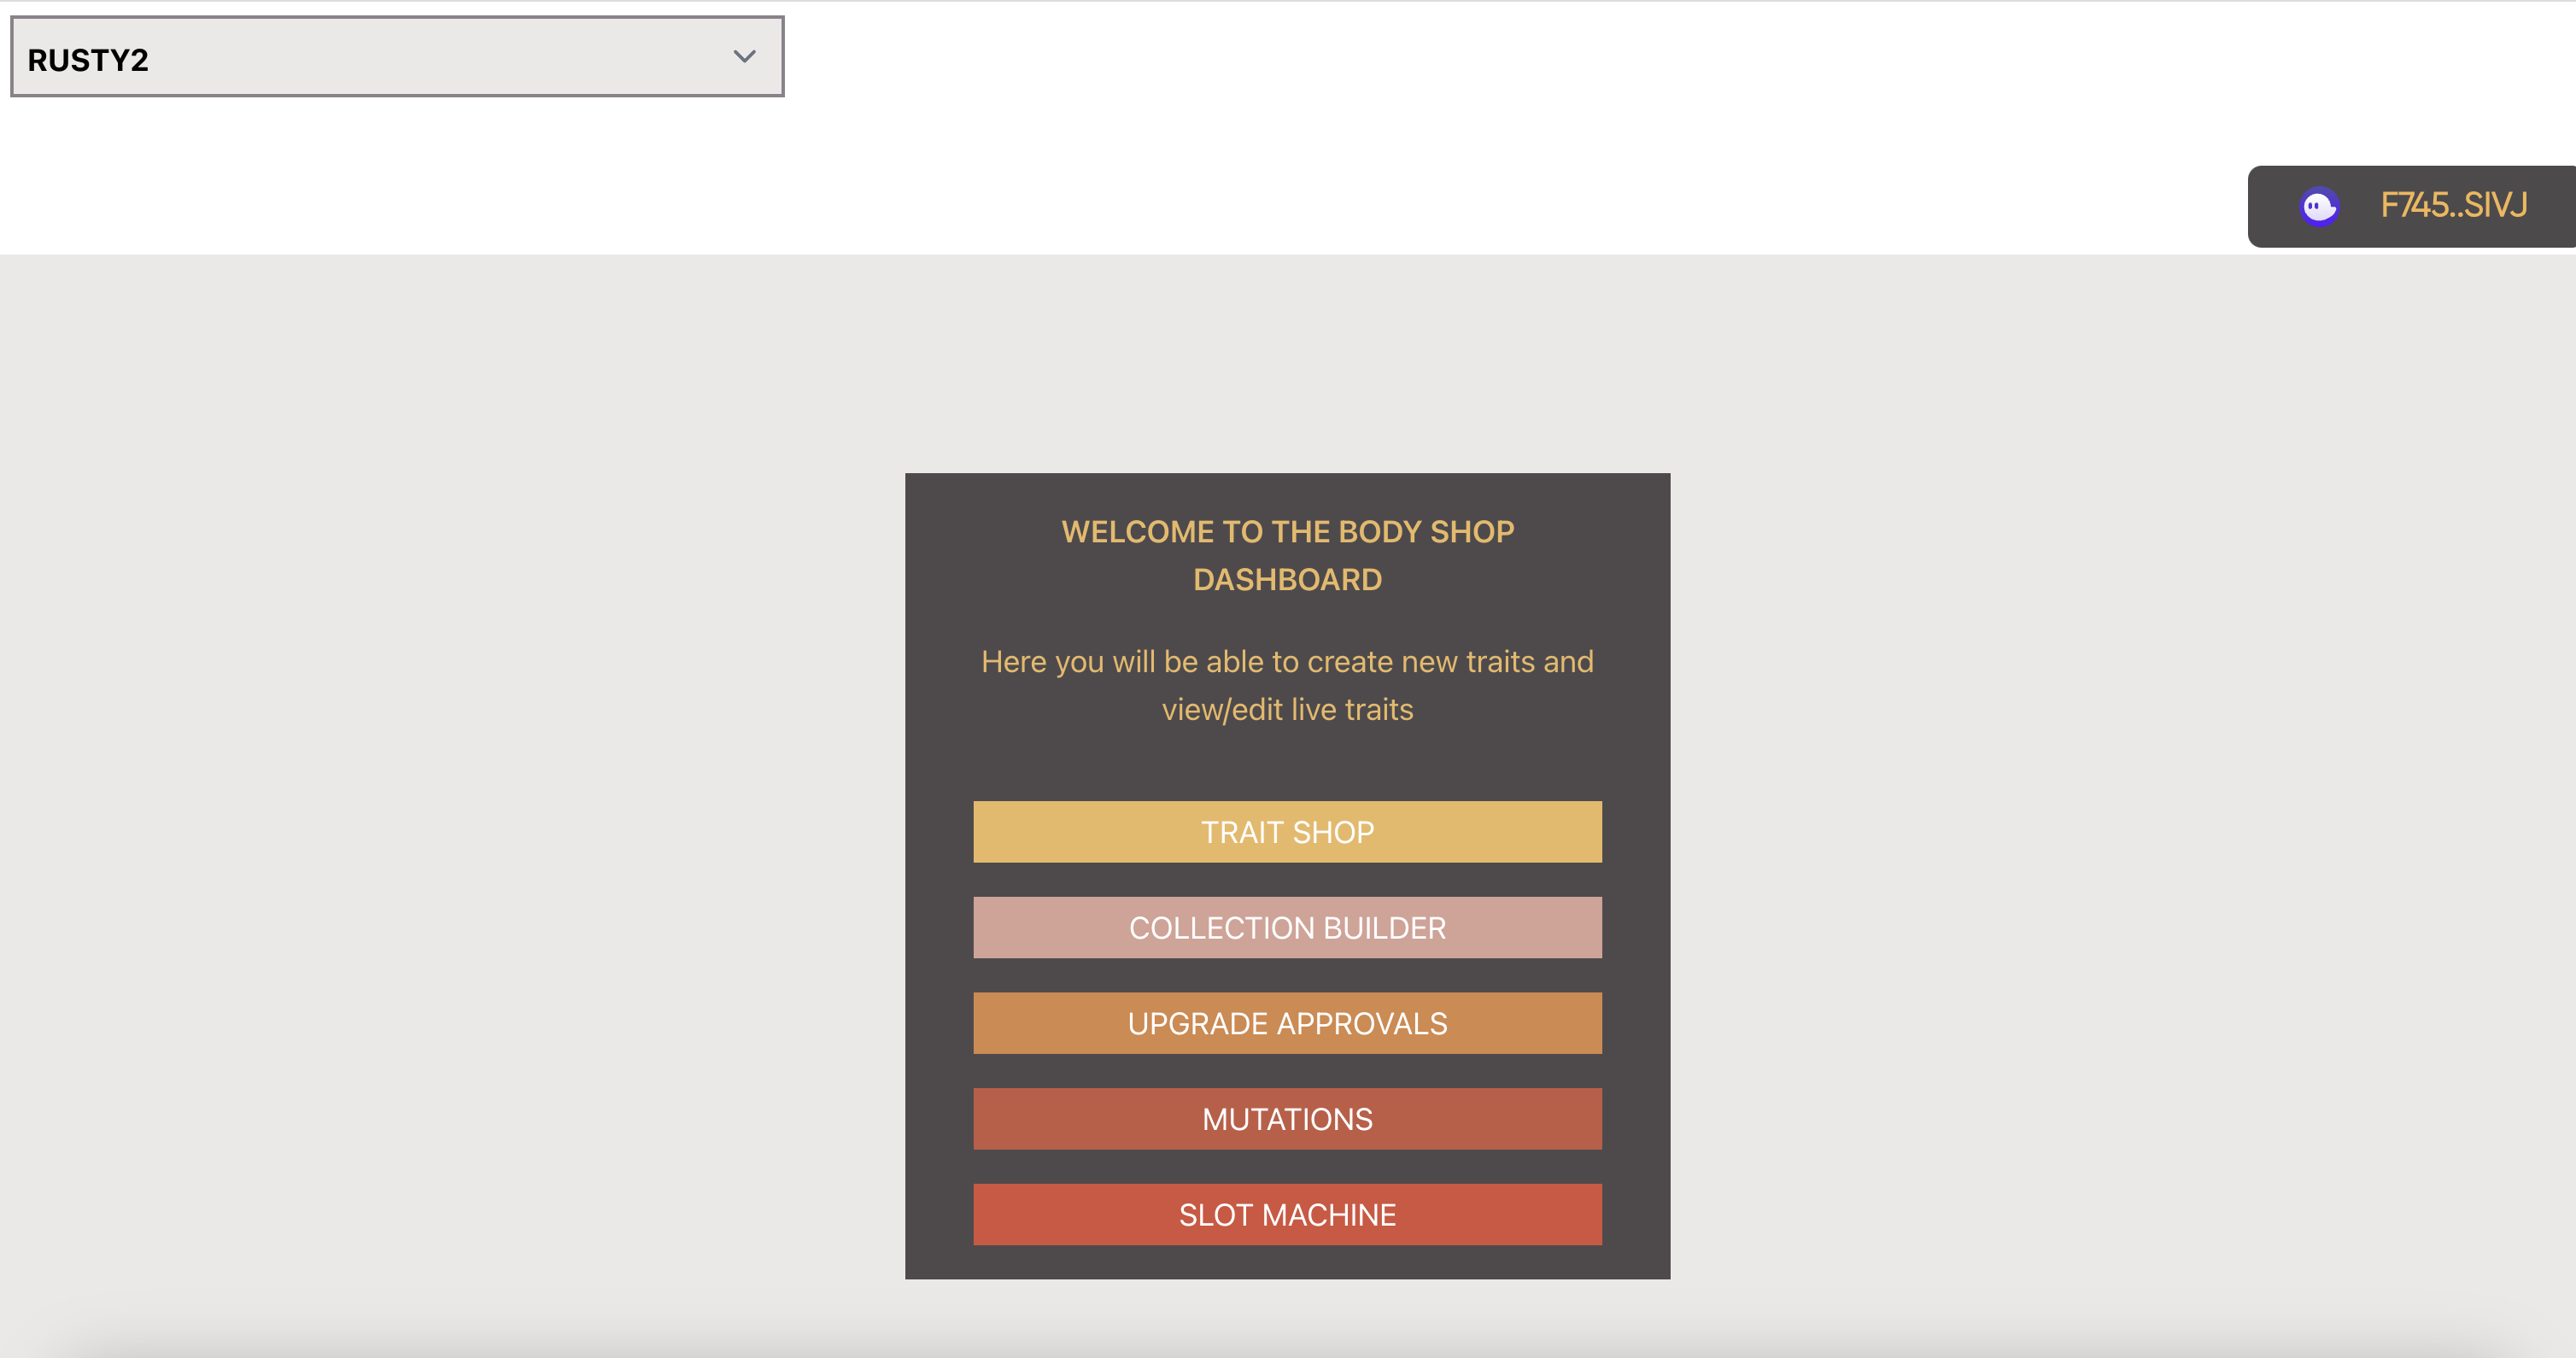 RUSTY2
F745..SIVJ
WELCOME TO THE BODY SHOP
DASHBOARD
Here you will be able to create new traits and
view/edit live traits
TRAIT SHOP
COLLECTION BUILDER
UPGRADE APPROVALS
MUTATIONS
SLOT MACHINE